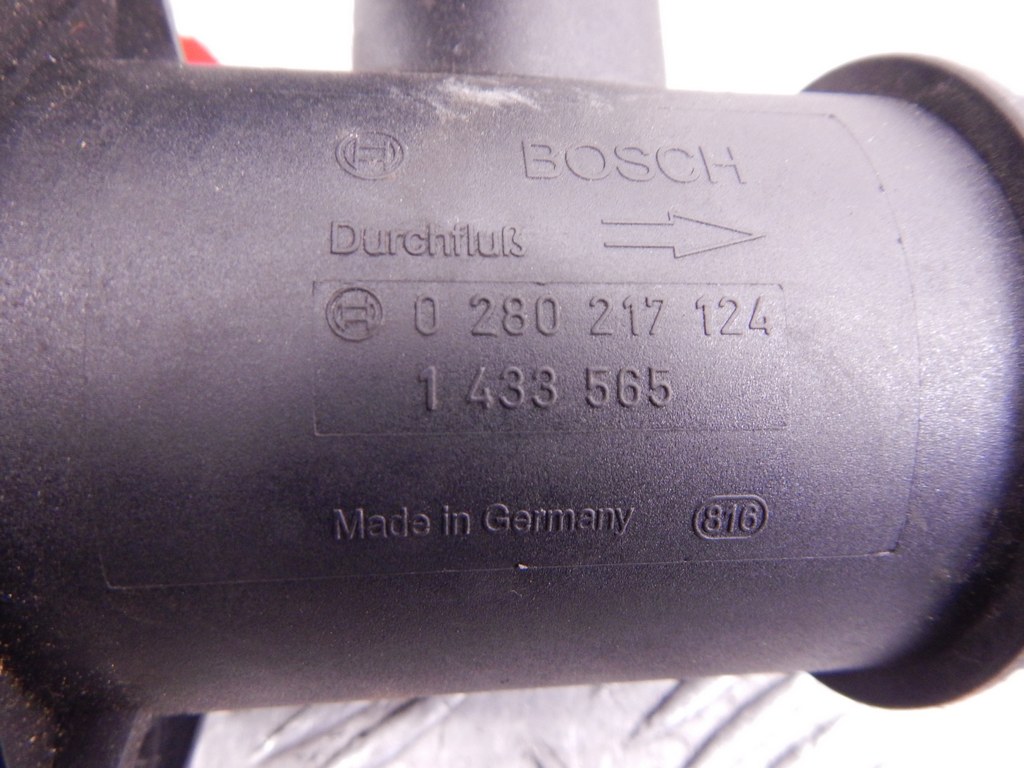 BOSCH
Durchfluß
0 280 217 124
1 433 565
Made in Germany 816